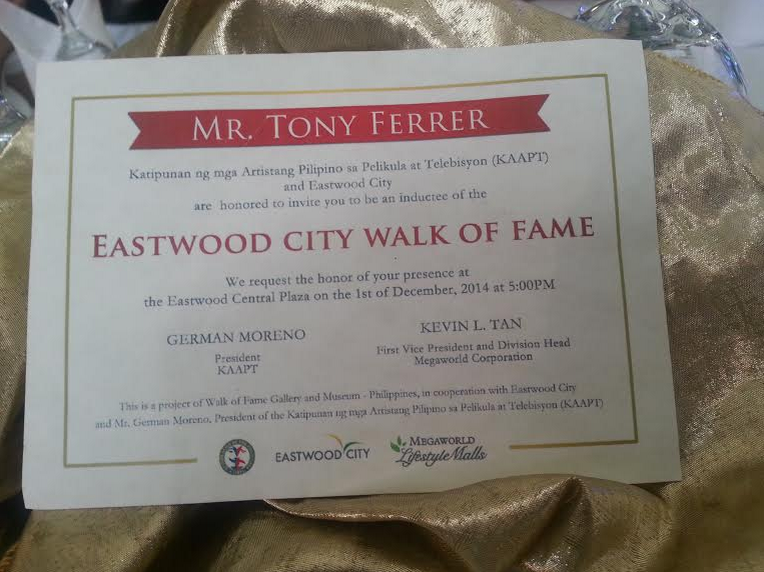 MR. TONY FERRER
Katipunan ng mga Artistang Pilipino sa Pelikula at Telebisyon (KAAPT)
and Eastwood City
are honored to invite you to be an inductee of the
EASTWOOD CITY WALK OF FAME
We request the honor of your presence at
the Eastwood Central Plaza on the 1st of December, 2014 at 5:00PM
GERMAN MORENO
President
KAAPT
KEVIN L. TAN
First Vice President and Division Head
Megaworld Corporation
This is a project of Walk of Fame Gallery and Museum - Philippines, in cooperation with Eastwood City
and Mr. German Moreno, President of the Katipunan ng mga Artistang Pilipino sa Pelikula at Telebisyon (KAAPT)
EASTWOOD CITY
MEGAWORLD
Lifestyle Malls